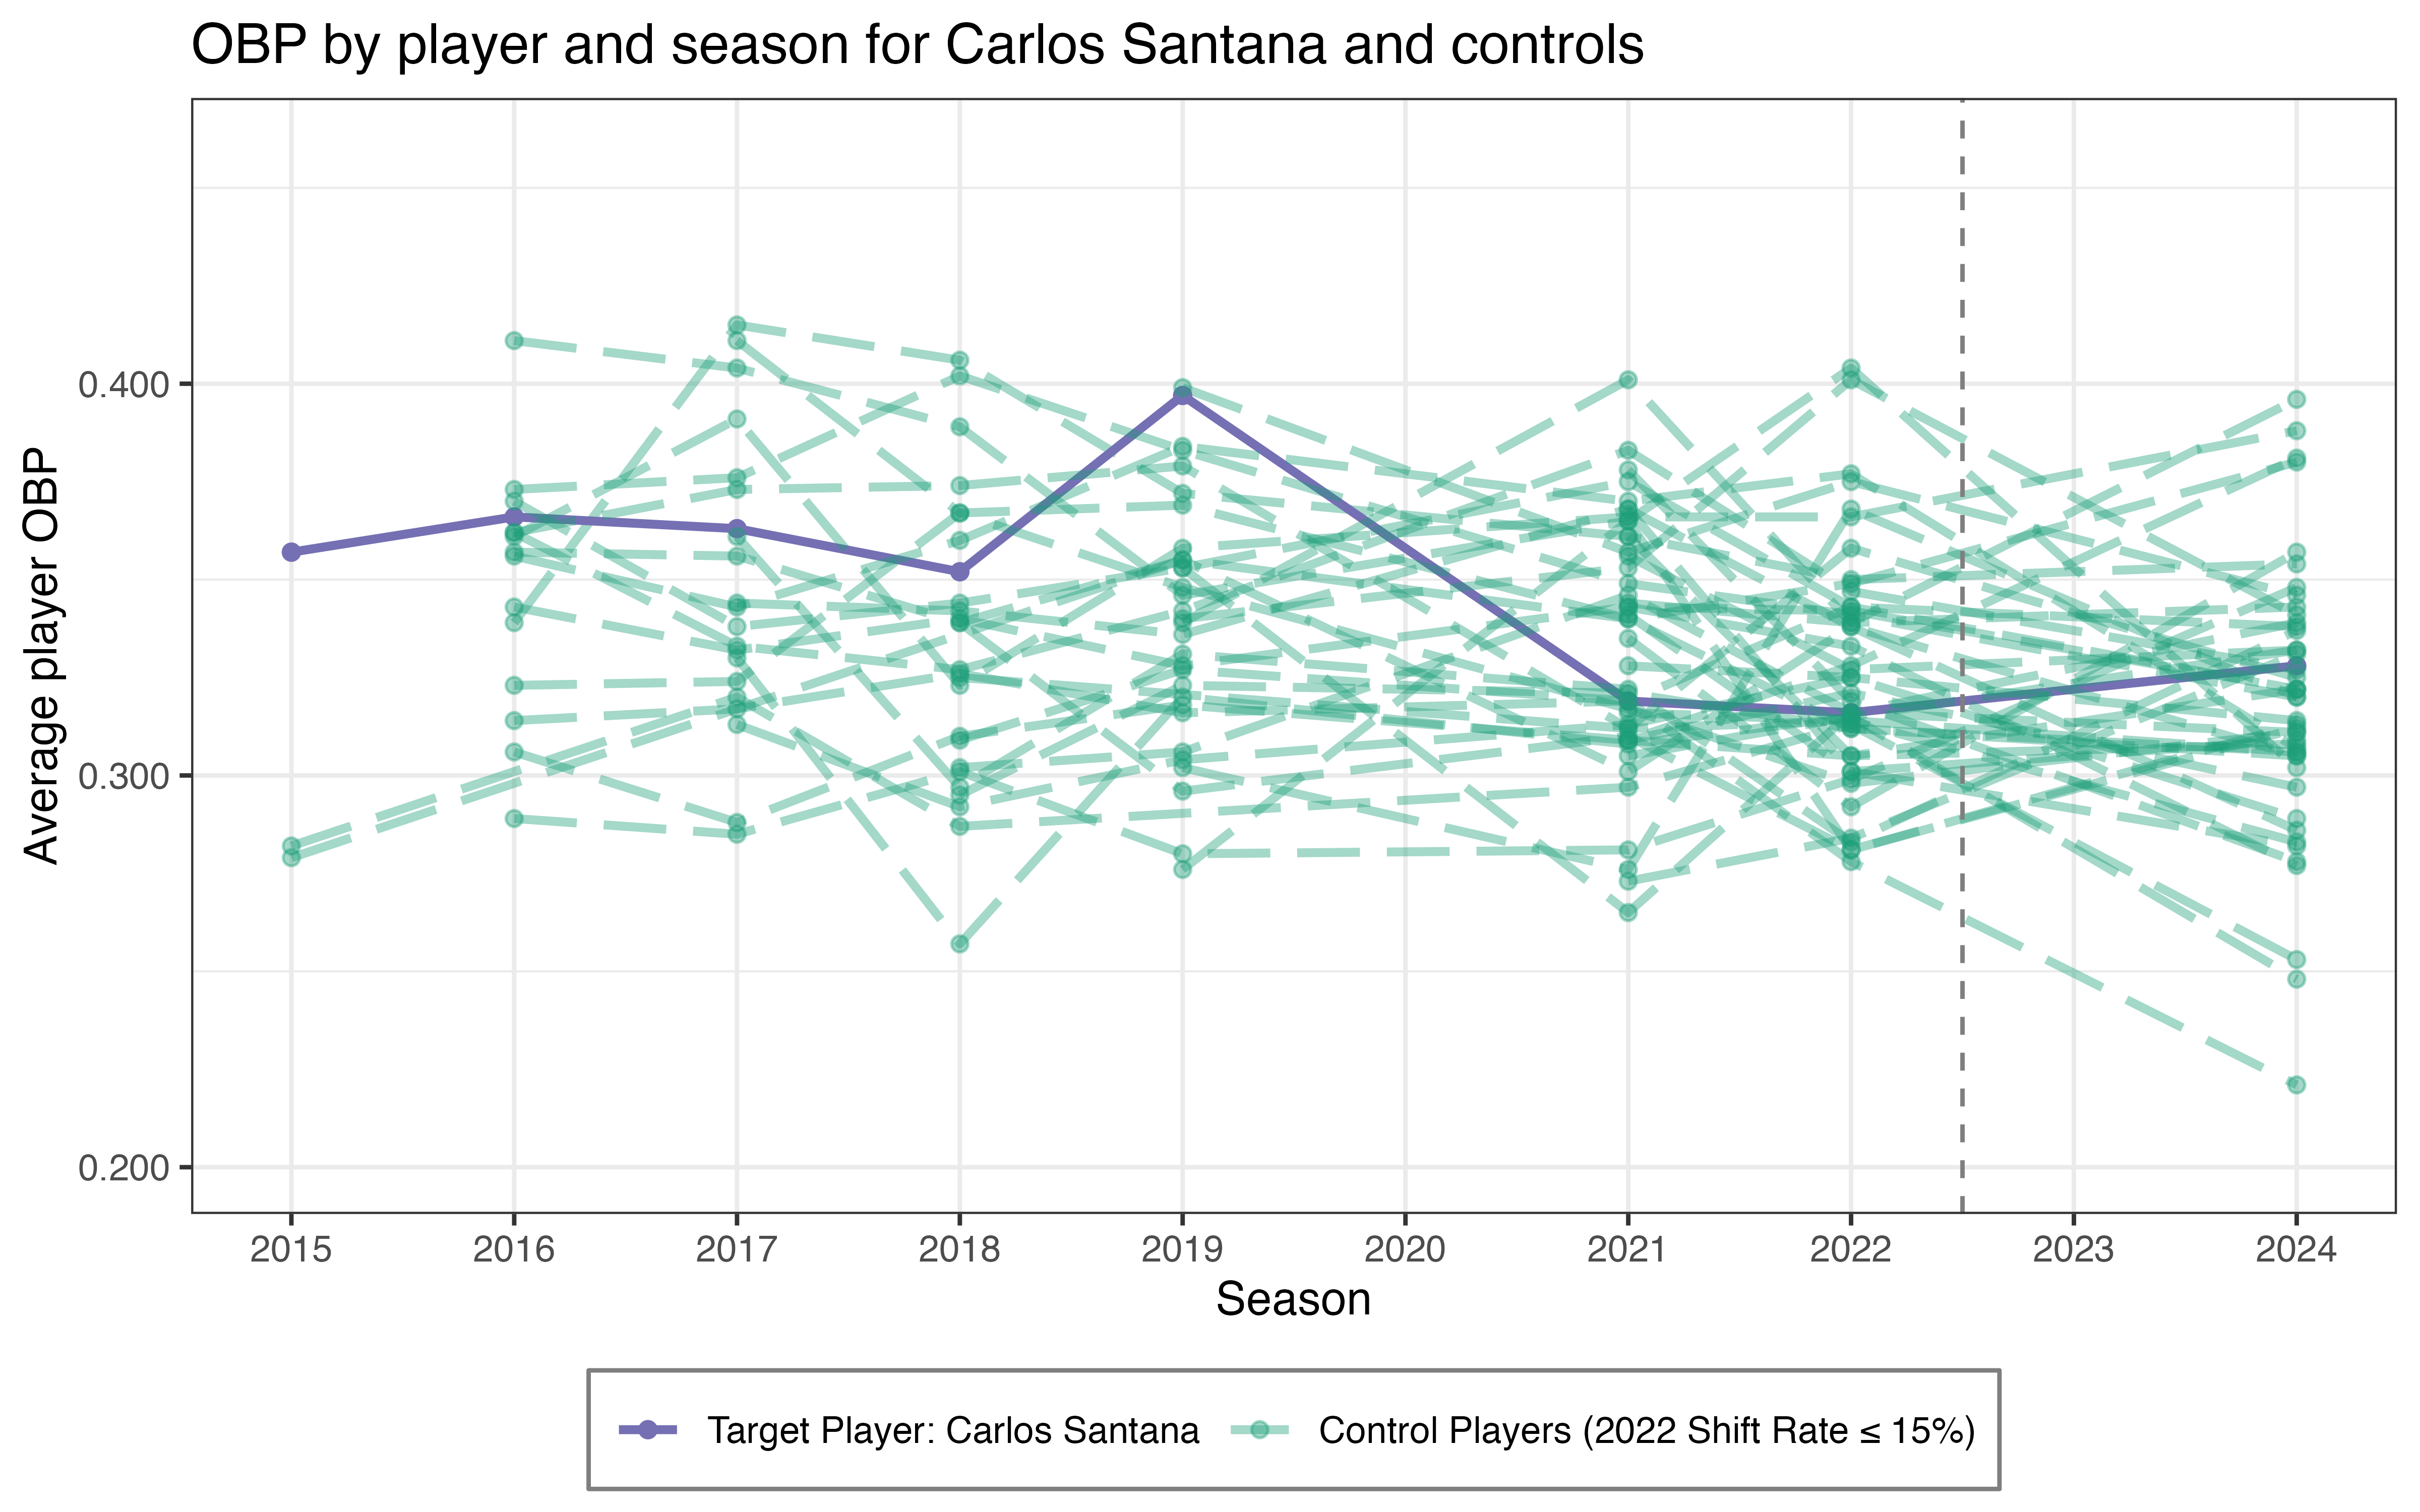 OBP by player and season for Carlos Santana and controls
Average player OBP
0.400
0.300
0.200
2015 2016 2017 2018 2019 2020 2021 2022 2023 2024
Season
Target Player: Carlos Santana Control Players (2022 Shift Rate ≤ 15%)